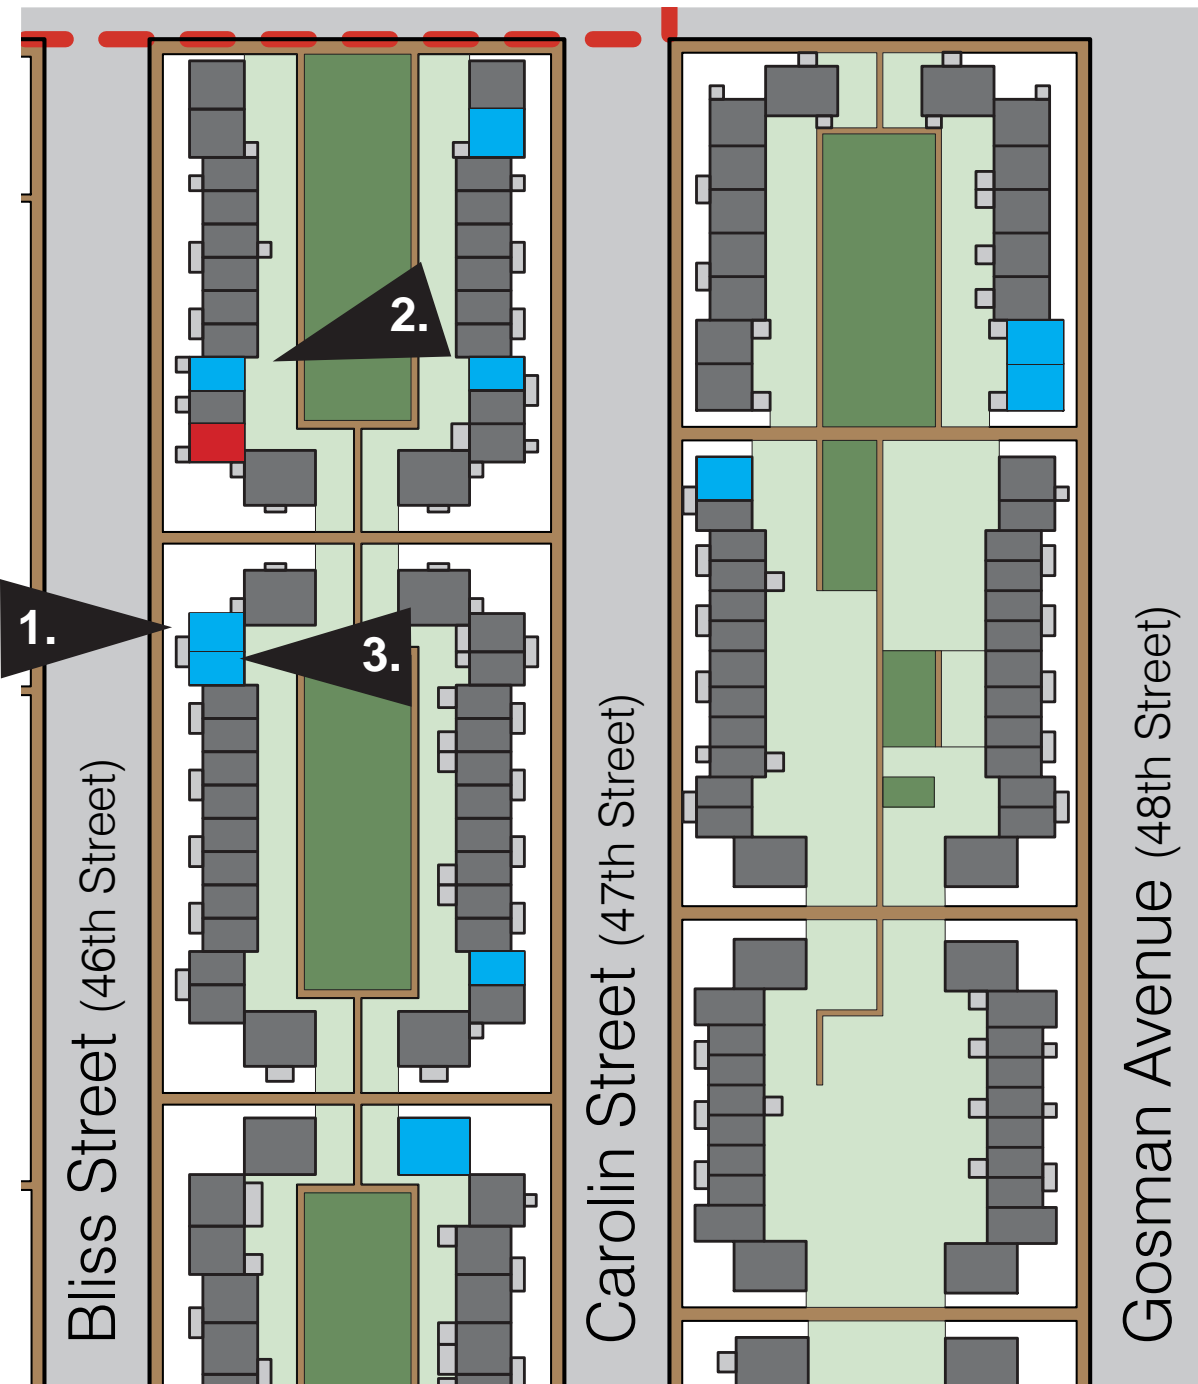 2.
1.
3.
Bliss Street (46th Street)
Carolin Street (47th Street)
Gosman Avenue (48th Street)